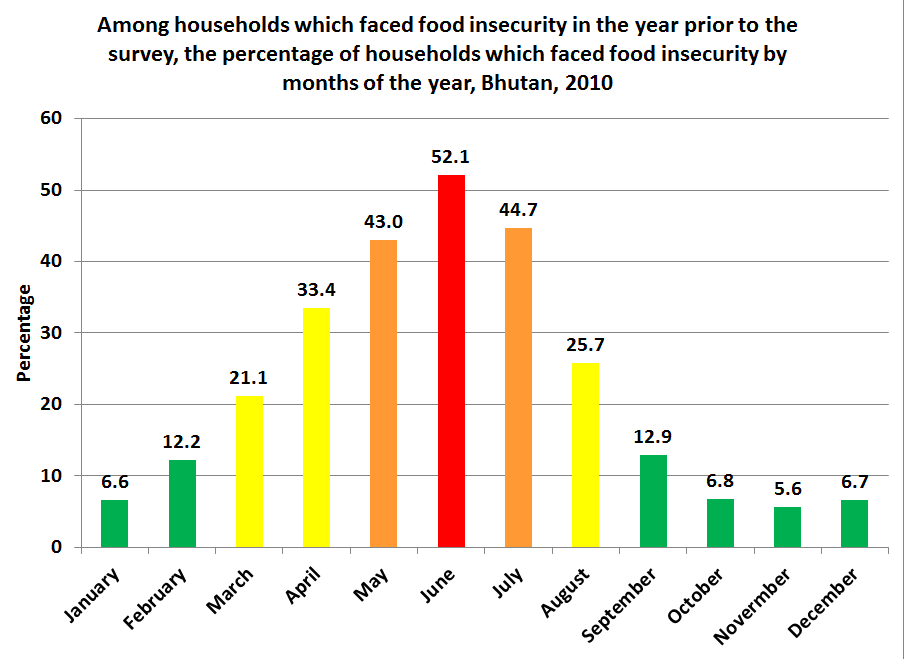 Among households which faced food insecurity in the year prior to the
survey, the percentage of households which faced food insecurity by
months of the year, Bhutan, 2010
60
50
40
30
20
10
0
Percentage
6.6
12.2
21.1
33.4
43.0
52.1
44.7
25.7
12.9
6.8
5.6
6.7
January
February
March
April
May
June
July
August
September
October
Novermber
December